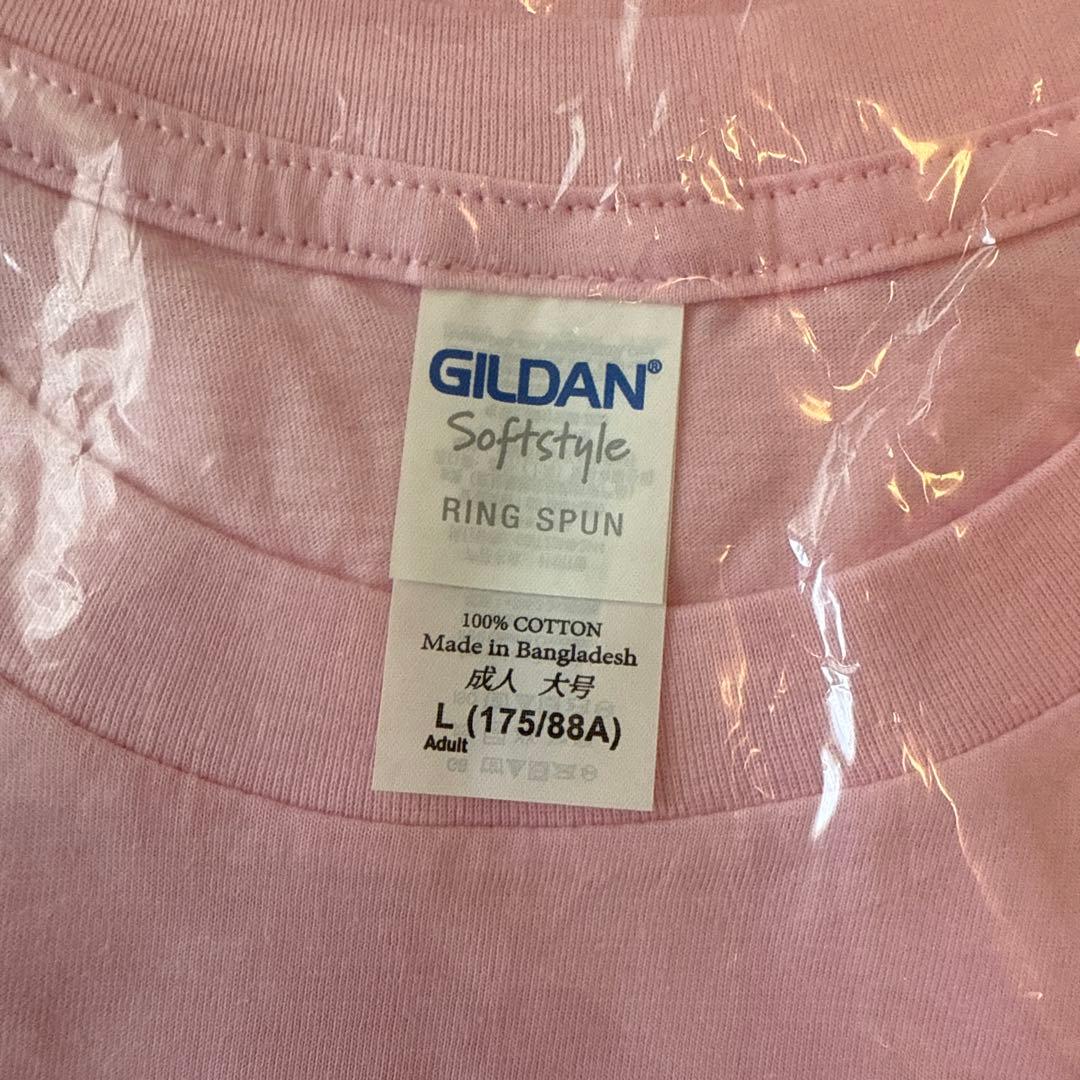 GILDAN®
Softstyle
RING SPUN
100% COTTON
Made in Bangladesh
成人 大号
L (175/88A)
Adult